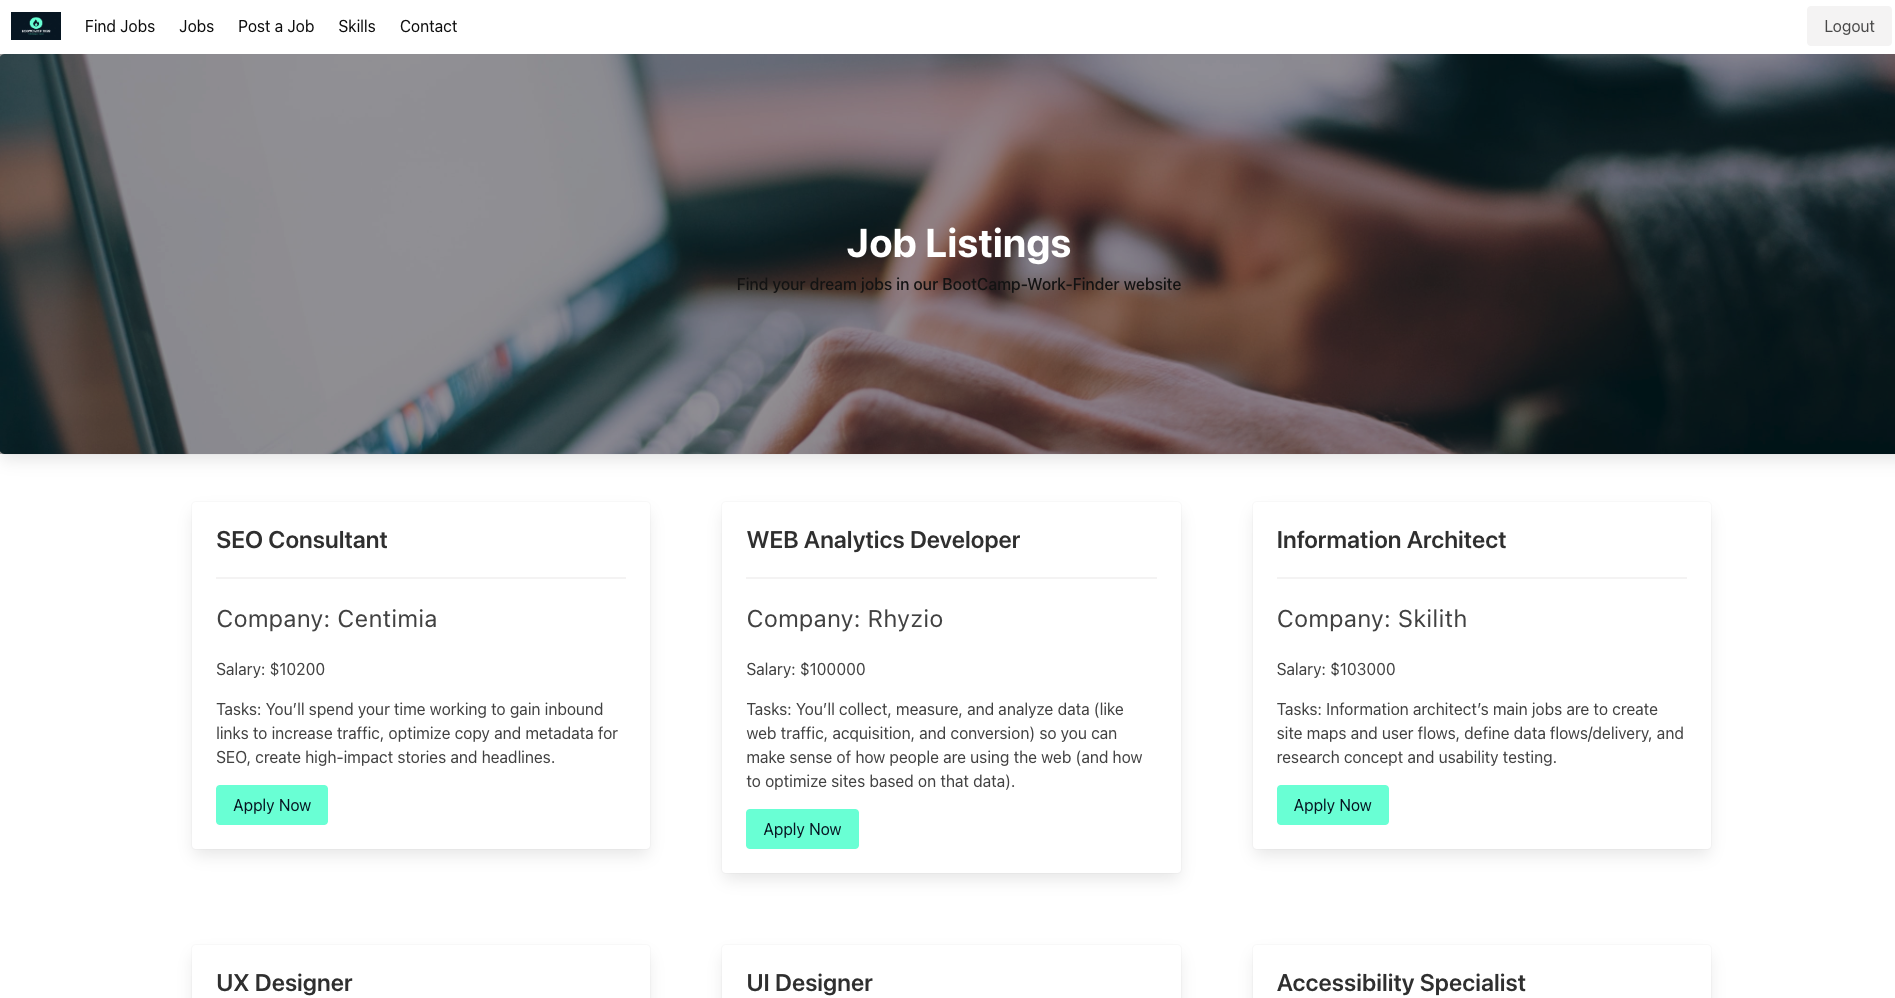 Find Jobs
Jobs
Post a Job
Skills
Contact
Logout
Job Listings
Find your dream jobs in our BootCamp-Work-Finder website
SEO Consultant
Company: Centimia
Salary: $10200
Tasks: You’ll spend your time working to gain inbound
links to increase traffic, optimize copy and metadata for
SEO, create high-impact stories and headlines.
Apply Now
WEB Analytics Developer
Company: Rhyzio
Salary: $100000
Tasks: You’ll collect, measure, and analyze data (like
web traffic, acquisition, and conversion) so you can
make sense of how people are using the web (and how
to optimize sites based on that data).
Apply Now
Information Architect
Company: Skilith
Salary: $103000
Tasks: Information architect’s main jobs are to create
site maps and user flows, define data flows/delivery, and
research concept and usability testing.
Apply Now
UX Designer
UI Designer
Accessibility Specialist